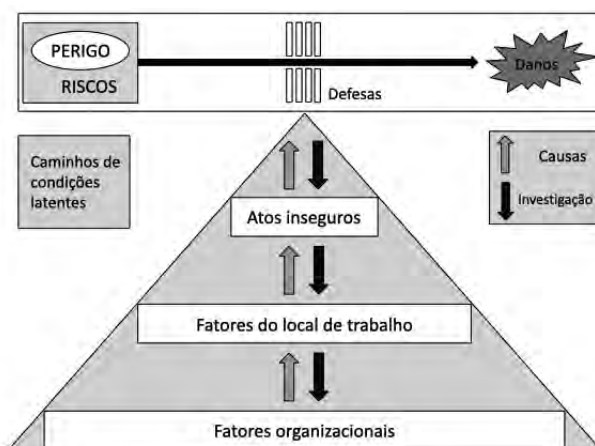 PERIGO
RISCOS
Defesas
Danos
Caminhos de
condições
latentes
Causas
Investigação
Atos inseguros
Fatores do local de trabalho
Fatores organizacionais